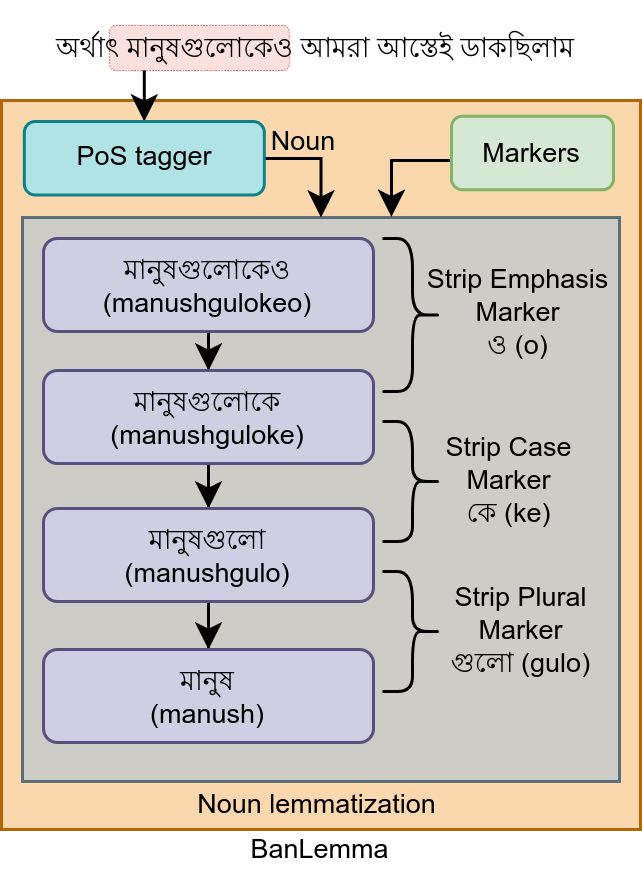 অর্থাৎ মানুষগুলোকেও আমরা আস্তেই ডাকছিলাম
PoS tagger
Noun
Markers
মানুষগুলোকেও
(manushgulokeo)
Strip Emphasis
Marker
ও (o)
মানুষগুলোকে
(manushguloke)
Strip Case
Marker
কে (ke)
মানুষগুলো
(manushgulo)
Strip Plural
Marker
গুলো (gulo)
মানুষ
(manush)
Noun lemmatization
BanLemma